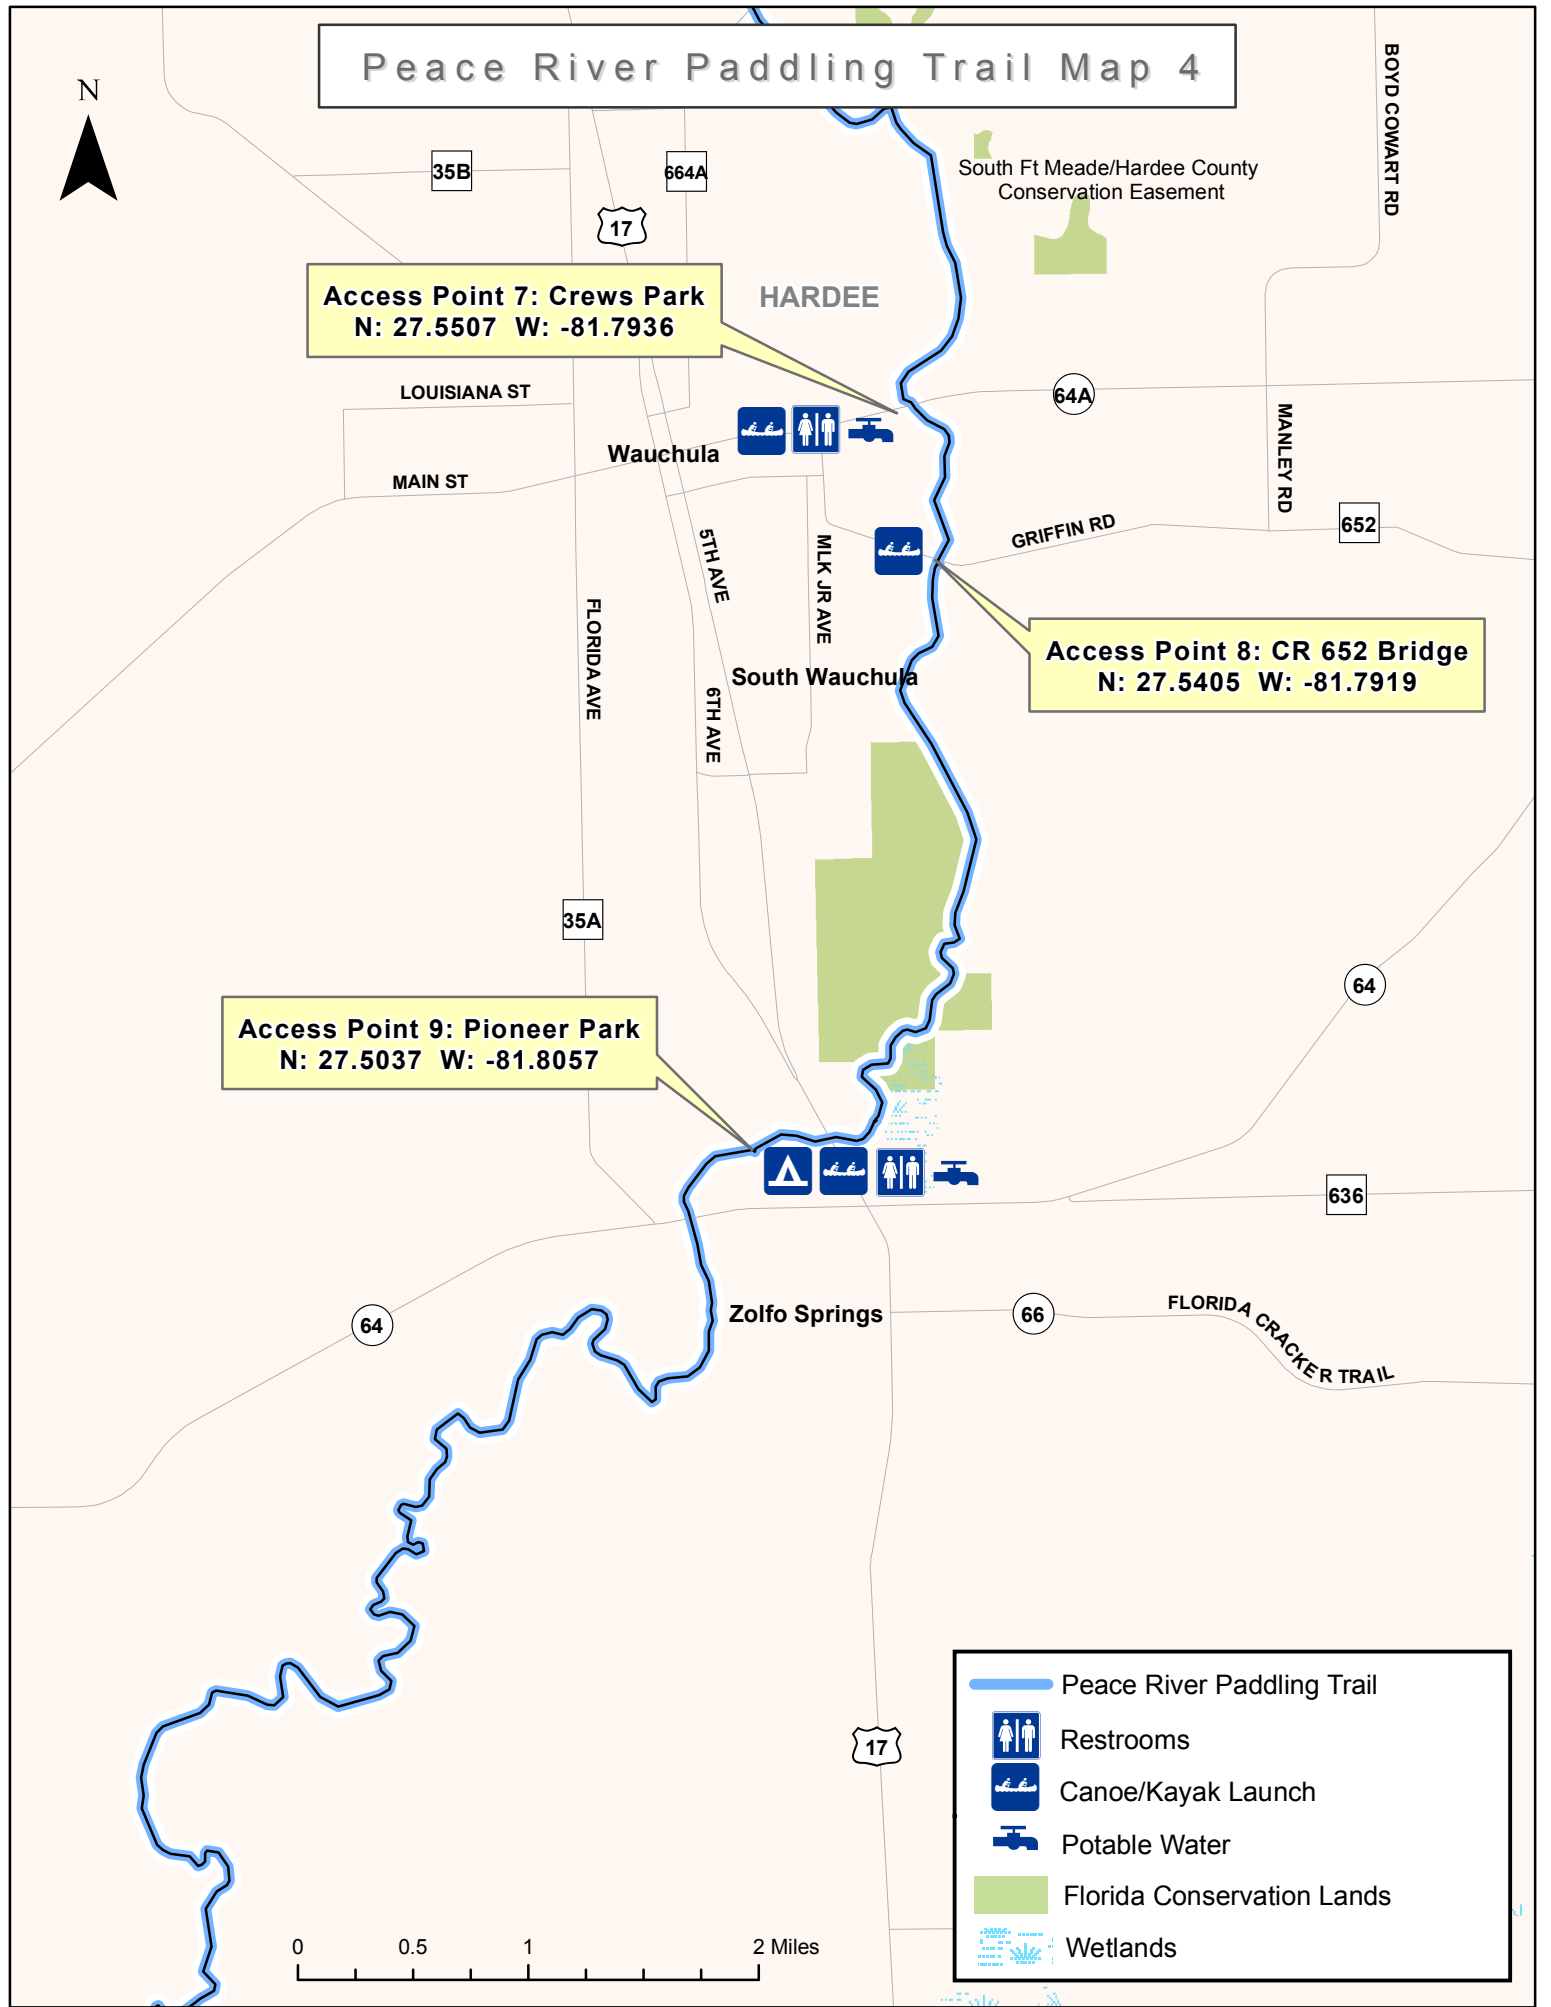 Peace River Paddling Trail Map 4
N
BOYD COWART RD
35B
664A
17
South Ft Meade/Hardee County
Conservation Easement
Access Point 7: Crews Park
N: 27.5507 W: -81.7936
HARDEE
LOUISIANA ST
64A
MANLEY RD
Wauchula
MAIN ST
GRIFFIN RD
652
5TH AVE
MLK JR AVE
FLORIDA AVE
Access Point 8: CR 652 Bridge
N: 27.5405 W: -81.7919
South Wauchula
6TH AVE
35A
64
Access Point 9: Pioneer Park
N: 27.5037 W: -81.8057
636
Zolfo Springs
66
FLORIDA CRACKER TRAIL
64
17
Peace River Paddling Trail
Restrooms
Canoe/Kayak Launch
Potable Water
Florida Conservation Lands
Wetlands
0 0.5 1 2 Miles